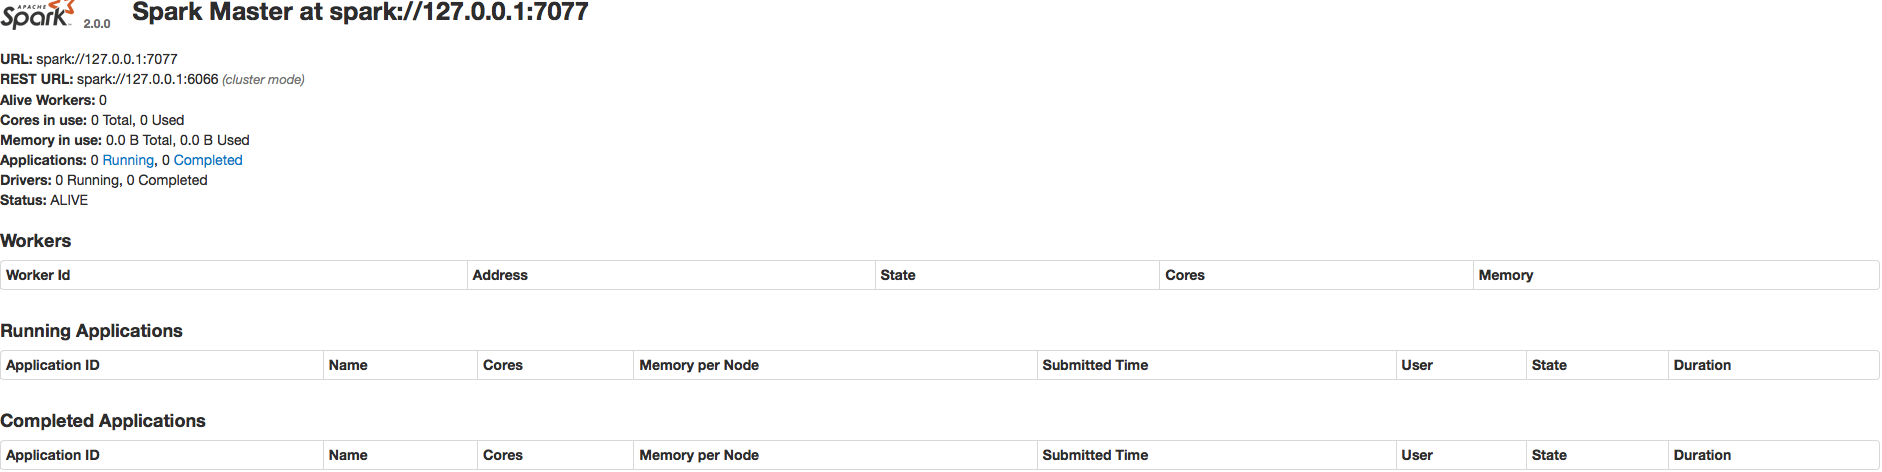 APACHE
Spark 2.0.0 Spark Master at spark://127.0.0.1:7077
URL: spark://127.0.0.1:7077
REST URL: spark://127.0.0.1:6066 (cluster mode)
Alive Workers: 0
Cores in use: 0 Total, 0 Used
Memory in use: 0.0 B Total, 0.0 B Used
Applications: 0 Running, 0 Completed
Drivers: 0 Running, 0 Completed
Status: ALIVE
Workers
Worker Id Address State Cores Memory
Running Applications
Application ID Name Cores Memory per Node Submitted Time User State Duration
Completed Applications
Application ID Name Cores Memory per Node Submitted Time User State Duration